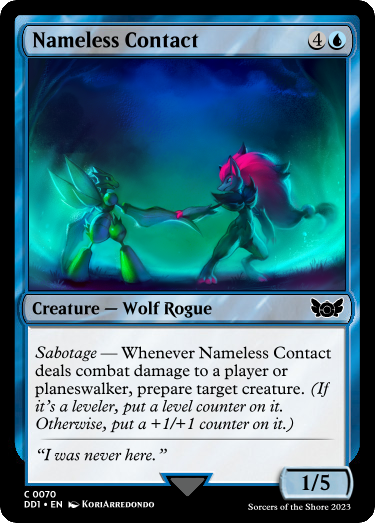 Nameless Contact 4
Creature — Wolf Rogue
Sabotage — Whenever Nameless Contact
deals combat damage to a player or
planeswalker, prepare target creature. (If
it's a leveler, put a level counter on it.
Otherwise, put a +1/+1 counter on it.)
“I was never here.”
1/5
C 0070
DD1 • EN KoriArredondo
Sorcers of the Shore 2023